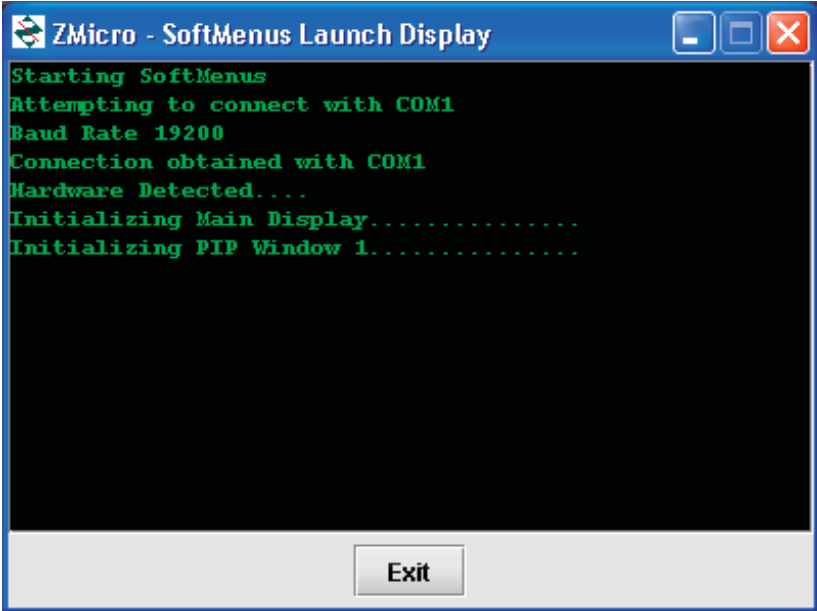 ZMicro - SoftMenus Launch Display
Starting SoftMenus
Attempting to connect with COM1
Baud Rate 19200
Connection obtained with COM1
Hardware Detected....
Initializing Main Display...............
Initializing PIP Window 1...............
Exit